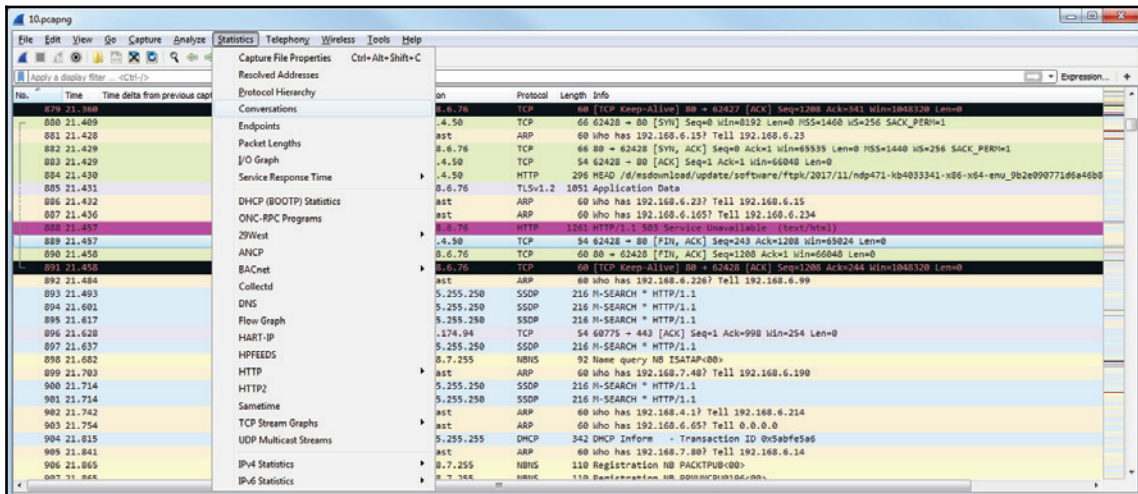 10.pcapng
File Edit View Go Capture Analyze Statistics Telephony Wireless Tools Help
Apply a display filter ... <Ctrl-/> Expression... +
No. Time Time delta from previous capt on Protocol Length Info
Capture File Properties Ctrl+Alt+Shift+C
Resolved Addresses
Protocol Hierarchy
Conversations
Endpoints
Packet Lengths
I/O Graph
Service Response Time
DHCP (BOOTP) Statistics
ONC-RPC Programs
29West
ANCP
BACnet
Collectd
DNS
Flow Graph
HART-IP
HPFEEDS
HTTP
HTTP2
Sametime
TCP Stream Graphs
UDP Multicast Streams
IPv4 Statistics
IPv6 Statistics
879 21.360 8.6.76 TCP 60 [TCP Keep-Alive] 80 → 62427 [ACK] Seq=1208 Ack=341 Win=1048320 Len=0
880 21.409 .4.50 TCP 66 62428 → 80 [SYN] Seq=0 Win=8192 Len=0 MSS=1460 WS=256 SACK_PERM=1
881 21.428 ast ARP 60 Who has 192.168.6.15? Tell 192.168.6.23
882 21.429 8.6.76 TCP 66 80 → 62428 [SYN, ACK] Seq=0 Ack=1 Win=65535 Len=0 MSS=1440 WS=256 SACK_PERM=1
883 21.429 .4.50 TCP 54 62428 → 80 [ACK] Seq=1 Ack=1 Win=66048 Len=0
884 21.430 .4.50 HTTP 296 HEAD /d/msdownload/update/software/ftpk/2017/11/ndp471-kb4033341-x86-x64-enu_9b2e090771d6a46b8
885 21.431 8.6.76 TLSv1.2 1051 Application Data
886 21.432 ast ARP 60 Who has 192.168.6.23? Tell 192.168.6.15
887 21.436 ast ARP 60 Who has 192.168.6.165? Tell 192.168.6.234
888 21.457 8.6.76 HTTP 1261 HTTP/1.1 503 Service Unavailable (text/html)
889 21.457 .4.50 TCP 54 62428 → 80 [FIN, ACK] Seq=243 Ack=1208 Win=65024 Len=0
890 21.458 8.6.76 TCP 60 80 → 62428 [FIN, ACK] Seq=1208 Ack=1 Win=66048 Len=0
891 21.458 8.6.76 TCP 60 [TCP Keep-Alive] 80 → 62428 [ACK] Seq=1208 Ack=244 Win=1048320 Len=0
892 21.484 ast ARP 60 Who has 192.168.6.226? Tell 192.168.6.99
893 21.493 5.255.250 SSDP 216 M-SEARCH * HTTP/1.1
894 21.601 5.255.250 SSDP 216 M-SEARCH * HTTP/1.1
895 21.617 5.255.250 SSDP 216 M-SEARCH * HTTP/1.1
896 21.628 .174.94 TCP 54 60775 → 443 [ACK] Seq=1 Ack=998 Win=254 Len=0
897 21.637 5.255.250 SSDP 216 M-SEARCH * HTTP/1.1
898 21.682 8.7.255 NBNS 92 Name query NB ISATAP<00>
899 21.703 ast ARP 60 Who has 192.168.7.48? Tell 192.168.6.190
900 21.714 5.255.250 SSDP 216 M-SEARCH * HTTP/1.1
901 21.714 5.255.250 SSDP 216 M-SEARCH * HTTP/1.1
902 21.742 ast ARP 60 Who has 192.168.4.1? Tell 192.168.6.214
903 21.754 ast ARP 60 Who has 192.168.6.65? Tell 0.0.0.0
904 21.815 5.255.255 DHCP 342 DHCP Inform - Transaction ID 0x5abfe5a6
905 21.841 ast ARP 60 Who has 192.168.7.80? Tell 192.168.6.14
906 21.865 8.7.255 NBNS 110 Registration NB PACKTPUB<00>
907 21.865 8.7.255 NBNS 110 Registration NB